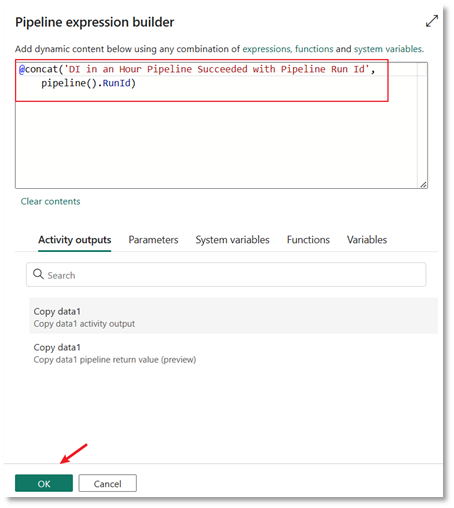 Pipeline expression builder
Add dynamic content below using any combination of expressions, functions and system variables.
@concat('DI in an Hour Pipeline Succeeded with Pipeline Run Id',
pipeline().RunId)
Clear contents
Activity outputs Parameters System variables Functions Variables
Search
Copy data1
Copy data1 activity output
Copy data1
Copy data1 pipeline return value (preview)
OK Cancel